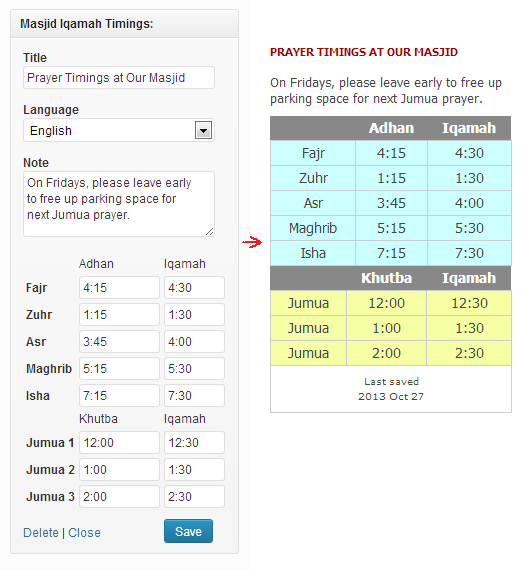 Masjid Iqamah Timings:
Title
Prayer Timings at Our Masjid
Language
English
Note
On Fridays, please leave early
to free up parking space for
next Jumua prayer.
Adhan Iqamah
Fajr 4:15 4:30
Zuhr 1:15 1:30
Asr 3:45 4:00
Maghrib 5:15 5:30
Isha 7:15 7:30
Khutba Iqamah
Jumua 1 12:00 12:30
Jumua 2 1:00 1:30
Jumua 3 2:00 2:30
Delete | Close Save
PRAYER TIMINGS AT OUR MASJID
On Fridays, please leave early to free up
parking space for next Jumua prayer.
Adhan Iqamah
Fajr 4:15 4:30
Zuhr 1:15 1:30
Asr 3:45 4:00
Maghrib 5:15 5:30
Isha 7:15 7:30
Khutba Iqamah
Jumua 12:00 12:30
Jumua 1:00 1:30
Jumua 2:00 2:30
Last saved
2013 Oct 27